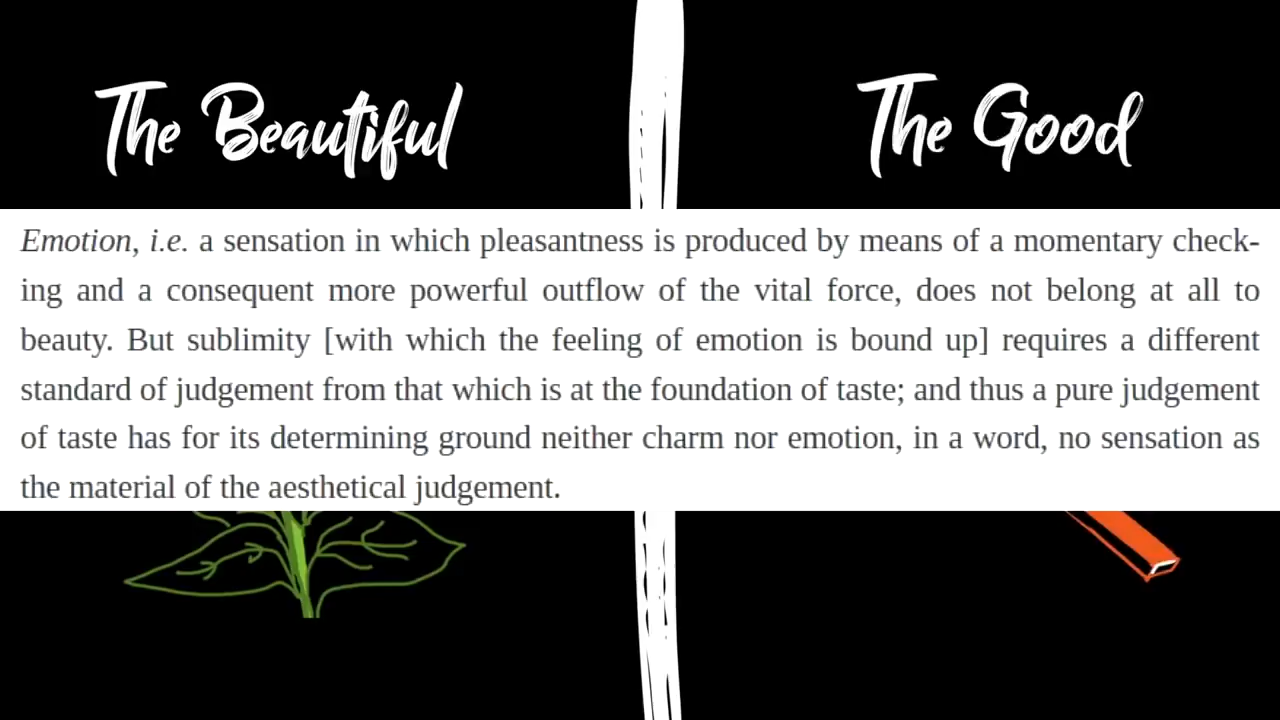 The Beautiful
The Good
Emotion, i.e. a sensation in which pleasantness is produced by means of a momentary check-
ing and a consequent more powerful outflow of the vital force, does not belong at all to
beauty. But sublimity [with which the feeling of emotion is bound up] requires a different
standard of judgement from that which is at the foundation of taste; and thus a pure judgement
of taste has for its determining ground neither charm nor emotion, in a word, no sensation as
the material of the aesthetical judgement.